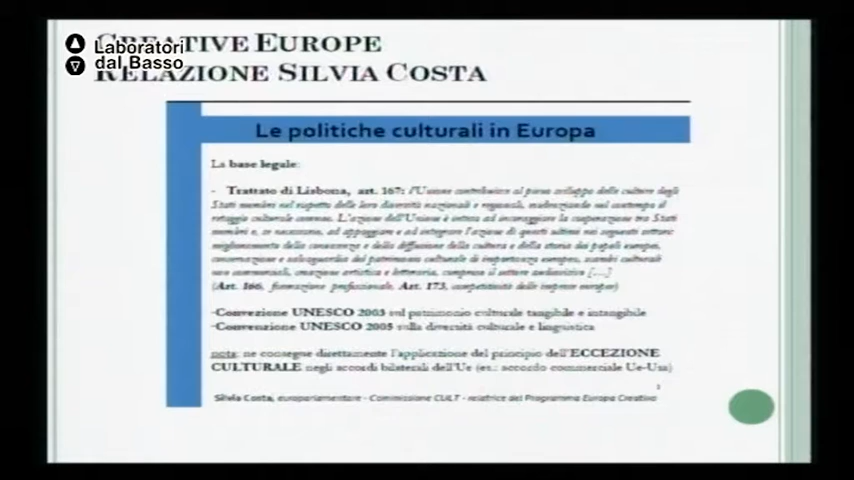 CREATIVE EUROPE
RELAZIONE SILVIA COSTA
Laboratori
dal Basso
Le politiche culturali in Europa
La base legale:
- Trattato di Lisbona, art. 167: l'Unione contribuisce al pieno sviluppo delle culture degli
Stati membri nel rispetto delle loro diversità nazionali e regionali, evidenziando nel contempo il
retaggio culturale comune. L'azione dell'Unione è intesa ad incoraggiare la cooperazione tra Stati
membri e, se necessario, ad appoggiare e ad integrare l'azione di questi ultimi nei seguenti settori:
miglioramento della conoscenza e della diffusione della cultura e della storia dei popoli europei,
conservazione e salvaguardia del patrimonio culturale di importanza europea, scambi culturali
non commerciali, creazione artistica e letteraria, compreso il settore audiovisivo [...]
(Art. 166, formazione professionale, Art. 173, competitività delle imprese europee)
-Convezione UNESCO 2003 sul patrimonio culturale tangibile e intangibile
-Convenzione UNESCO 2005 sulla diversità culturale e linguistica
nota: ne consegue direttamente l'applicazione del principio dell'ECCEZIONE
CULTURALE negli accordi bilaterali dell'Ue (es.: accordo commerciale Ue-Usa)
1
Silvia Costa, europarlamentare - Commissione CULT - relatrice del Programma Europa Creativa